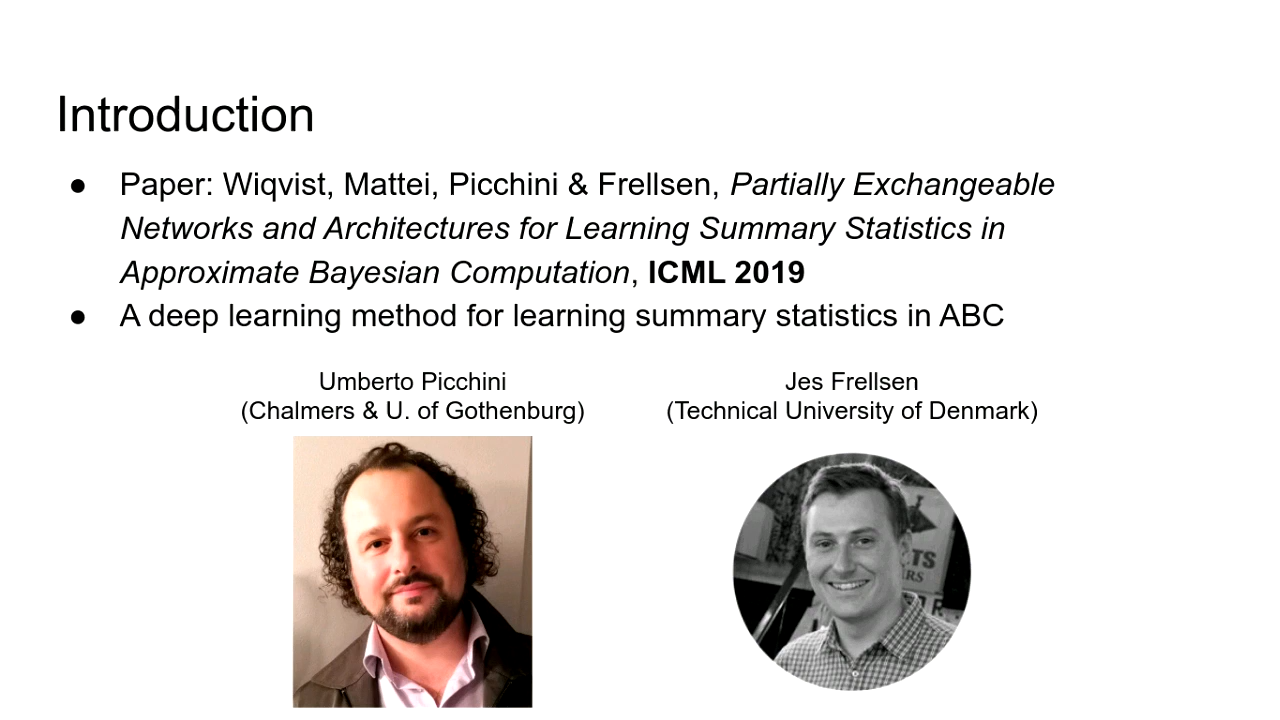 Introduction
● Paper: Wiqvist, Mattei, Picchini & Frellsen, Partially Exchangeable
Networks and Architectures for Learning Summary Statistics in
Approximate Bayesian Computation, ICML 2019
● A deep learning method for learning summary statistics in ABC
Umberto Picchini
(Chalmers & U. of Gothenburg)
Jes Frellsen
(Technical University of Denmark)